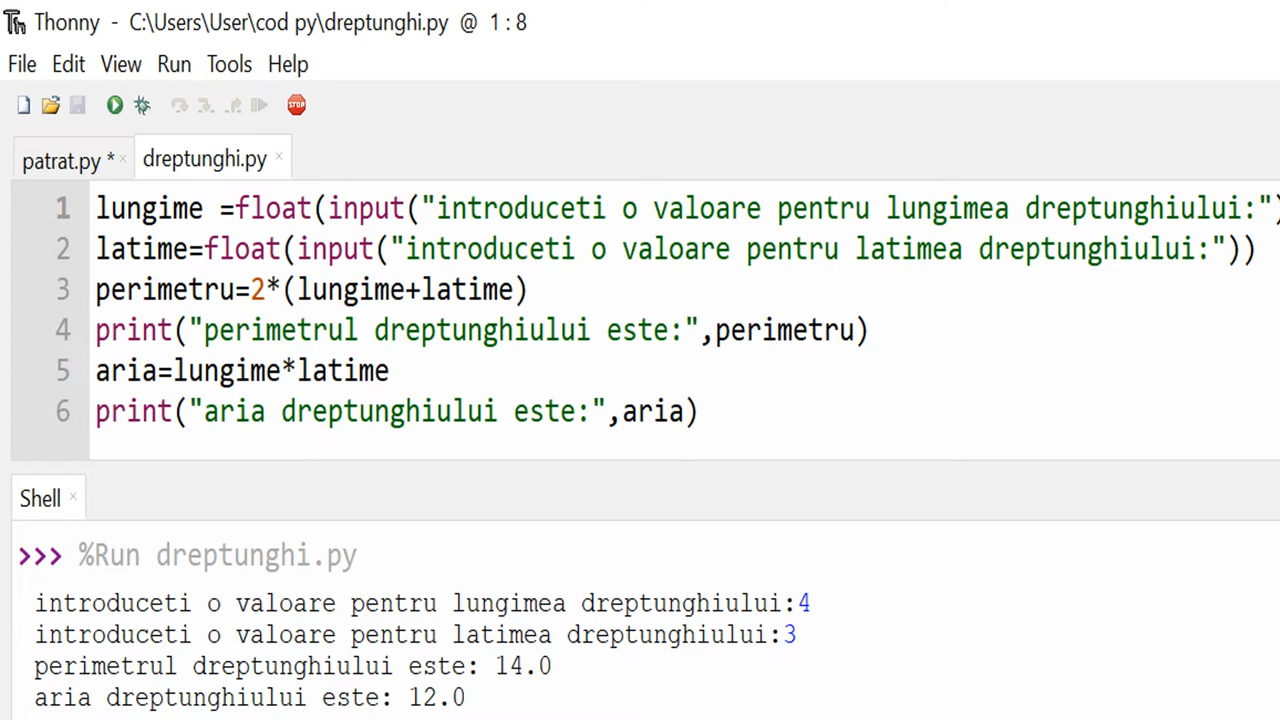 Thonny - C:\Users\User\cod py\dreptunghi.py @ 1 : 8
File Edit View Run Tools Help
STOP
patrat.py * × dreptunghi.py ×
1 lungime =float(input("introduceti o valoare pentru lungimea dreptunghiului:")
2 latime=float(input("introduceti o valoare pentru latimea dreptunghiului:"))
3 perimetru=2*(lungime+latime)
4 print("perimetrul dreptunghiului este:",perimetru)
5 aria=lungime*latime
6 print("aria dreptunghiului este:",aria)
Shell ×
>>> %Run dreptunghi.py
introduceti o valoare pentru lungimea dreptunghiului:4
introduceti o valoare pentru latimea dreptunghiului:3
perimetrul dreptunghiului este: 14.0
aria dreptunghiului este: 12.0